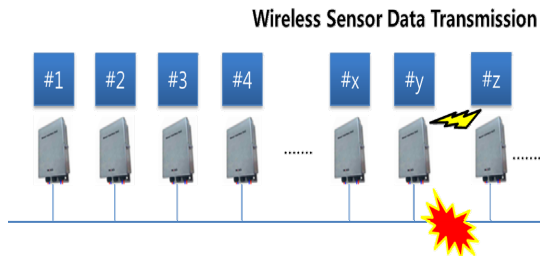 Wireless Sensor Data Transmission
#1 #2 #3 #4 #x #y #z
....... .......